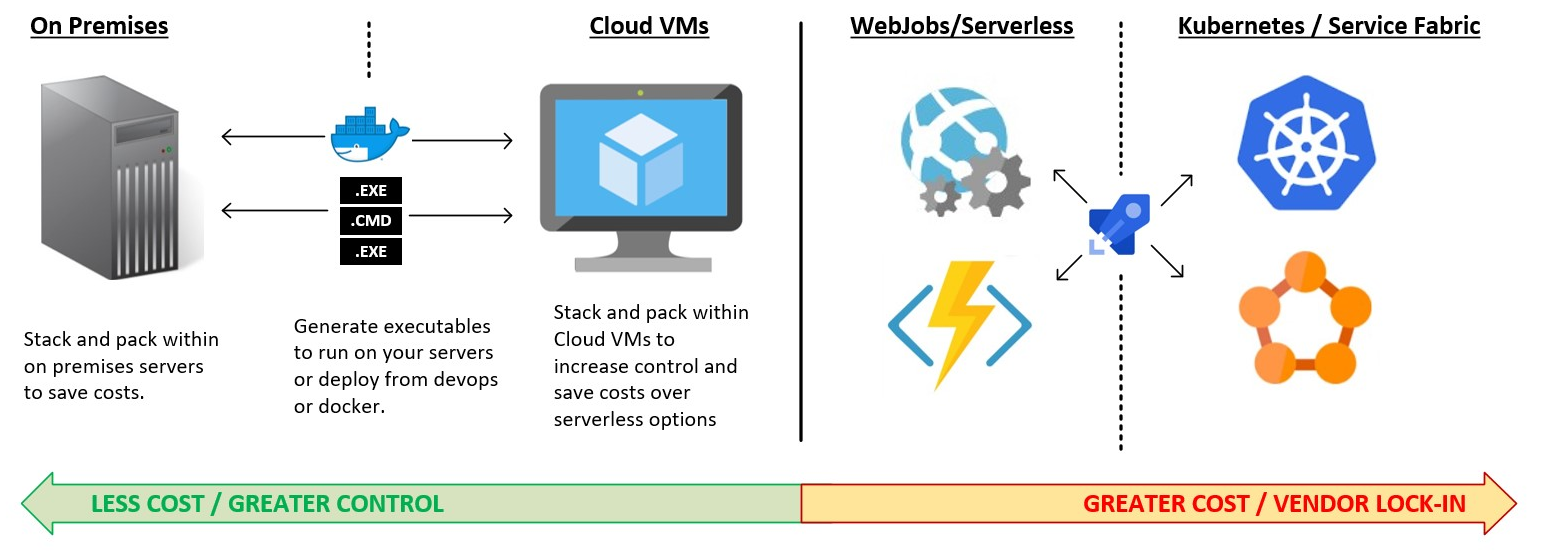 On Premises
Cloud VMs
WebJobs/Serverless
Kubernetes / Service Fabric
.EXE
.CMD
.EXE
Stack and pack within
on premises servers
to save costs.
Generate executables
to run on your servers
or deploy from devops
or docker.
Stack and pack within
Cloud VMs to
increase control and
save costs over
serverless options
LESS COST / GREATER CONTROL
GREATER COST / VENDOR LOCK-IN